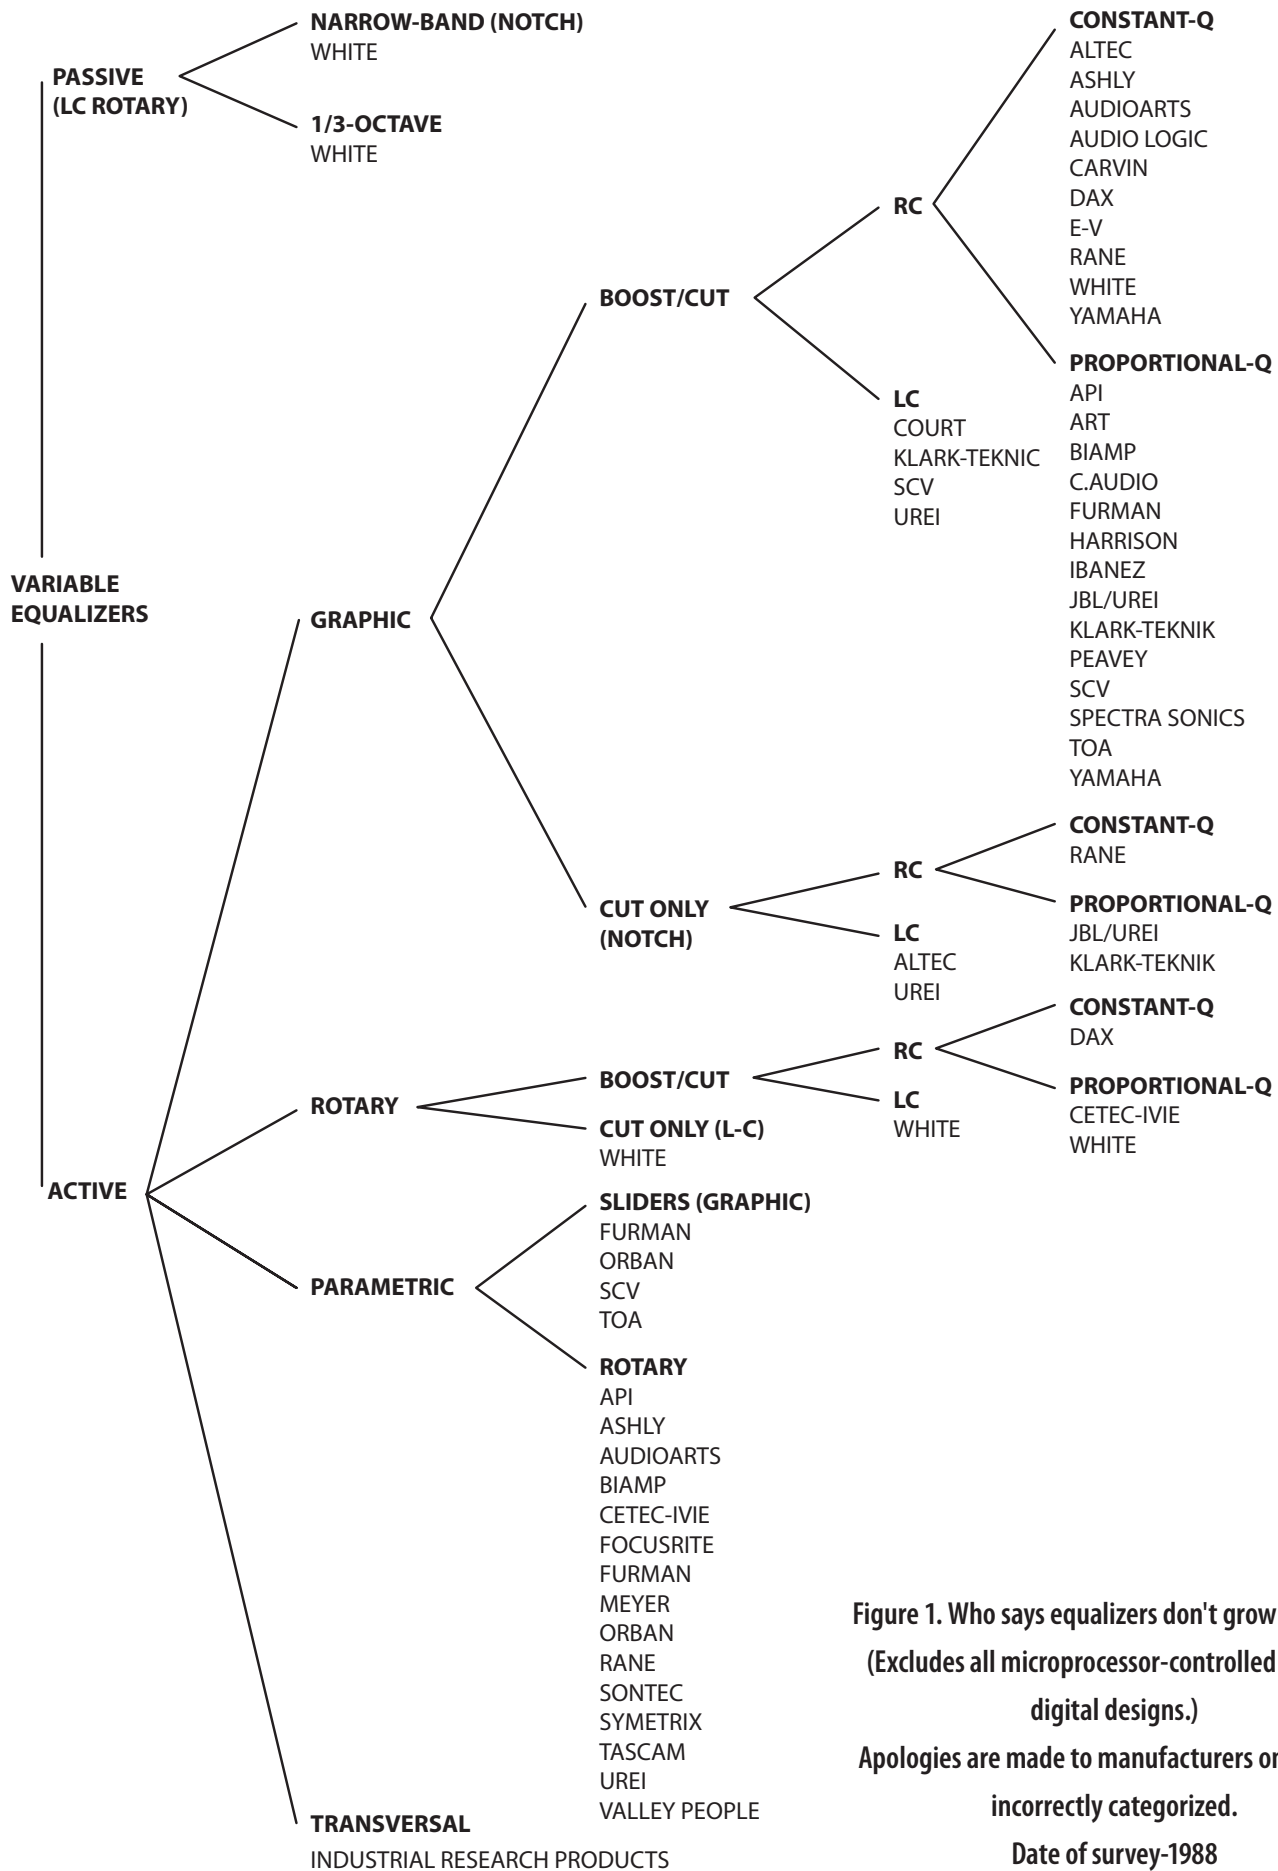 NARROW-BAND (NOTCH)
WHITE
PASSIVE
(LC ROTARY)
1/3-OCTAVE
WHITE
VARIABLE
EQUALIZERS
GRAPHIC
BOOST/CUT
RC
CONSTANT-Q
ALTEC
ASHLY
AUDIOARTS
AUDIO LOGIC
CARVIN
DAX
E-V
RANE
WHITE
YAMAHA
PROPORTIONAL-Q
API
ART
BIAMP
C.AUDIO
FURMAN
HARRISON
IBANEZ
JBL/UREI
KLARK-TEKNIK
PEAVEY
SCV
SPECTRA SONICS
TOA
YAMAHA
LC
COURT
KLARK-TEKNIC
SCV
UREI
CUT ONLY
(NOTCH)
RC
CONSTANT-Q
RANE
PROPORTIONAL-Q
JBL/UREI
KLARK-TEKNIK
LC
ALTEC
UREI
ACTIVE
ROTARY
BOOST/CUT
RC
CONSTANT-Q
DAX
PROPORTIONAL-Q
CETEC-IVIE
WHITE
LC
WHITE
CUT ONLY (L-C)
WHITE
PARAMETRIC
SLIDERS (GRAPHIC)
FURMAN
ORBAN
SCV
TOA
ROTARY
API
ASHLY
AUDIOARTS
BIAMP
CETEC-IVIE
FOCUSRITE
FURMAN
MEYER
ORBAN
RANE
SONTEC
SYMETRIX
TASCAM
UREI
VALLEY PEOPLE
TRANSVERSAL
INDUSTRIAL RESEARCH PRODUCTS
Figure 1. Who says equalizers don't grow
(Excludes all microprocessor-controlled
digital designs.)
Apologies are made to manufacturers
incorrectly categorized.
Date of survey-1988